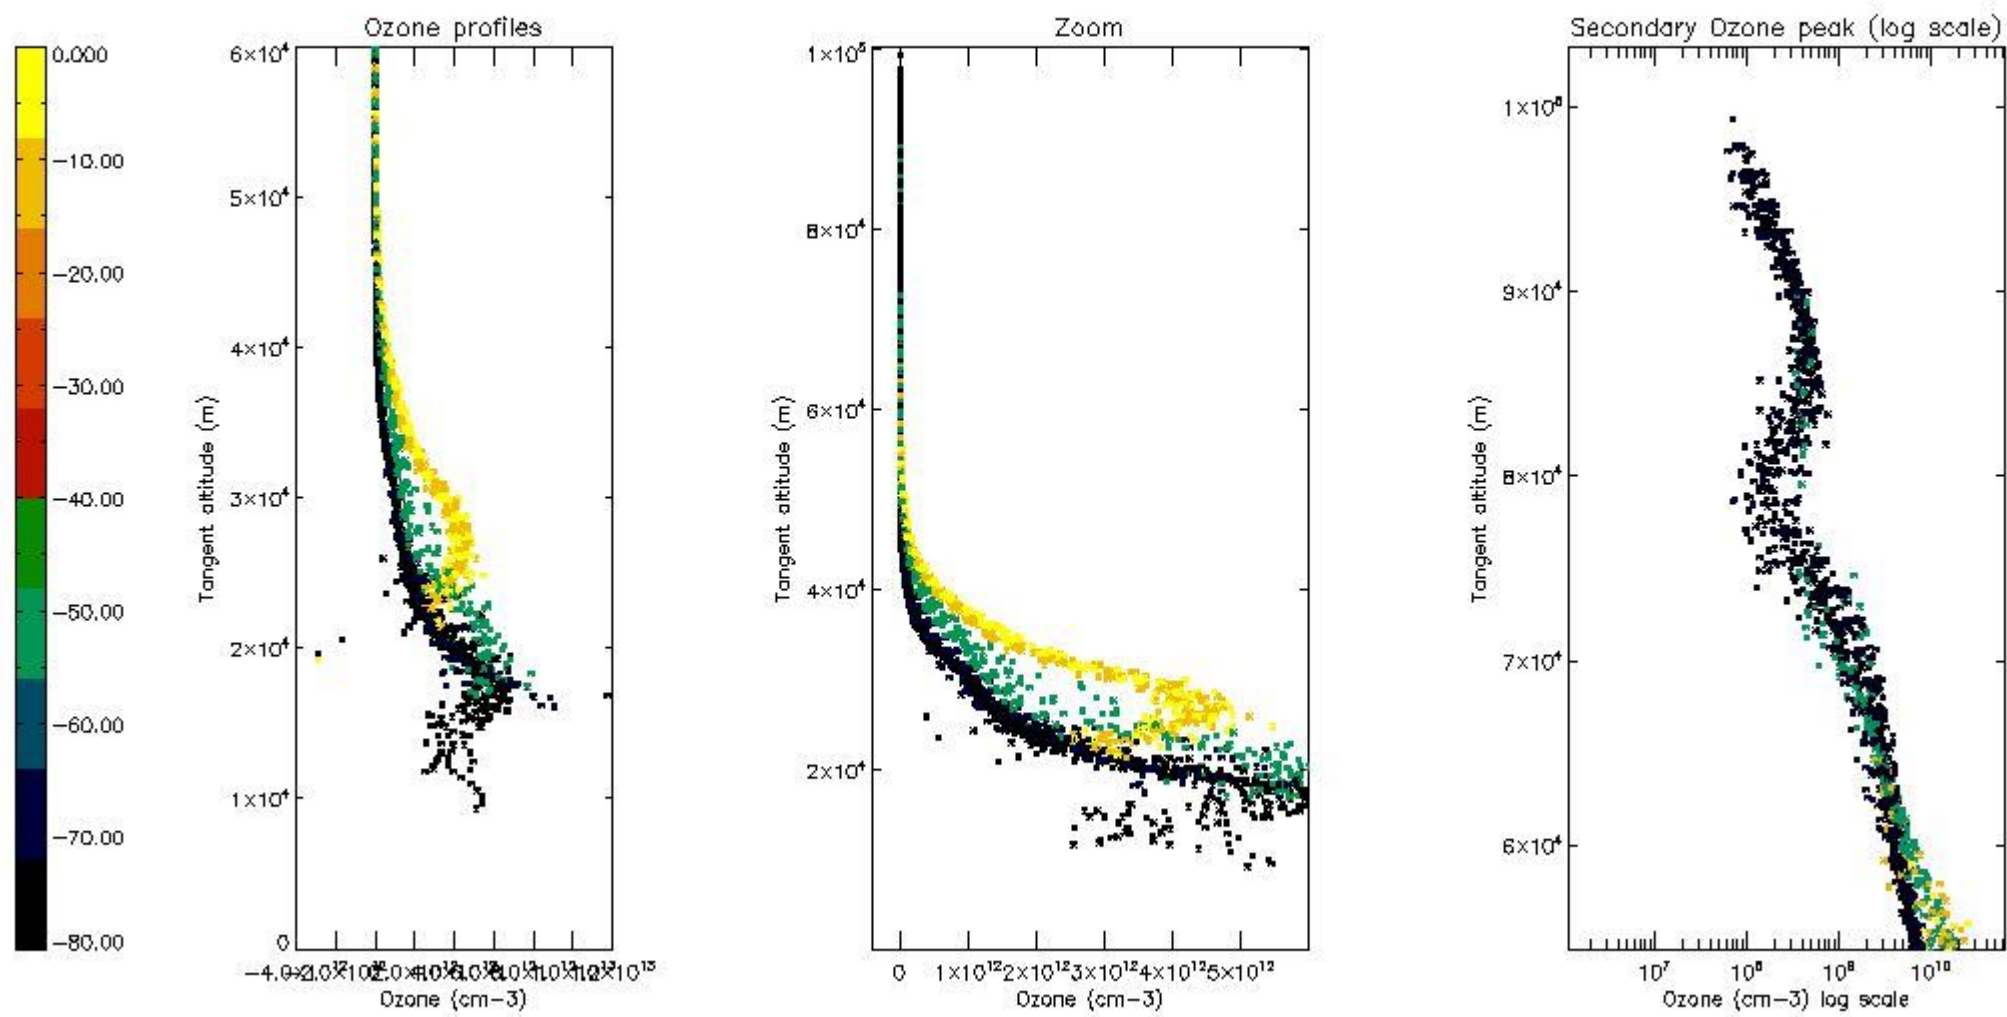 Ozone profiles
Zoom
Secondary Ozone peak (log scale)
0.000
−10.00
−20.00
−30.00
−40.00
−50.00
−60.00
−70.00
−80.00
6×10⁴
5×10⁴
4×10⁴
3×10⁴
2×10⁴
1×10⁴
0
Tangent altitude (m)
Ozone (cm−3)
1×10⁵
8×10⁴
6×10⁴
4×10⁴
2×10⁴
Tangent altitude (m)
0 1×10¹² 2×10¹² 3×10¹² 4×10¹² 5×10¹²
Ozone (cm−3)
9×10⁴
8×10⁴
7×10⁴
6×10⁴
Tangent altitude (m)
10⁷ 10⁸ 10⁹ 10¹⁰
Ozone (cm−3) log scale